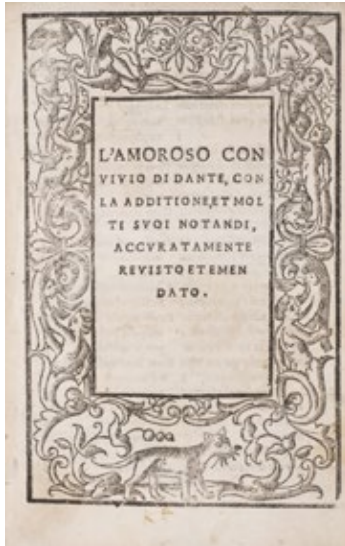 L'AMOROSO CON
VIVIO DI DANTE, CON
LA ADDITIONE, ET MOL
TI SVOI NOTANDI,
ACCVRATAMENTE
REVISTO ET EMEN
DATO.